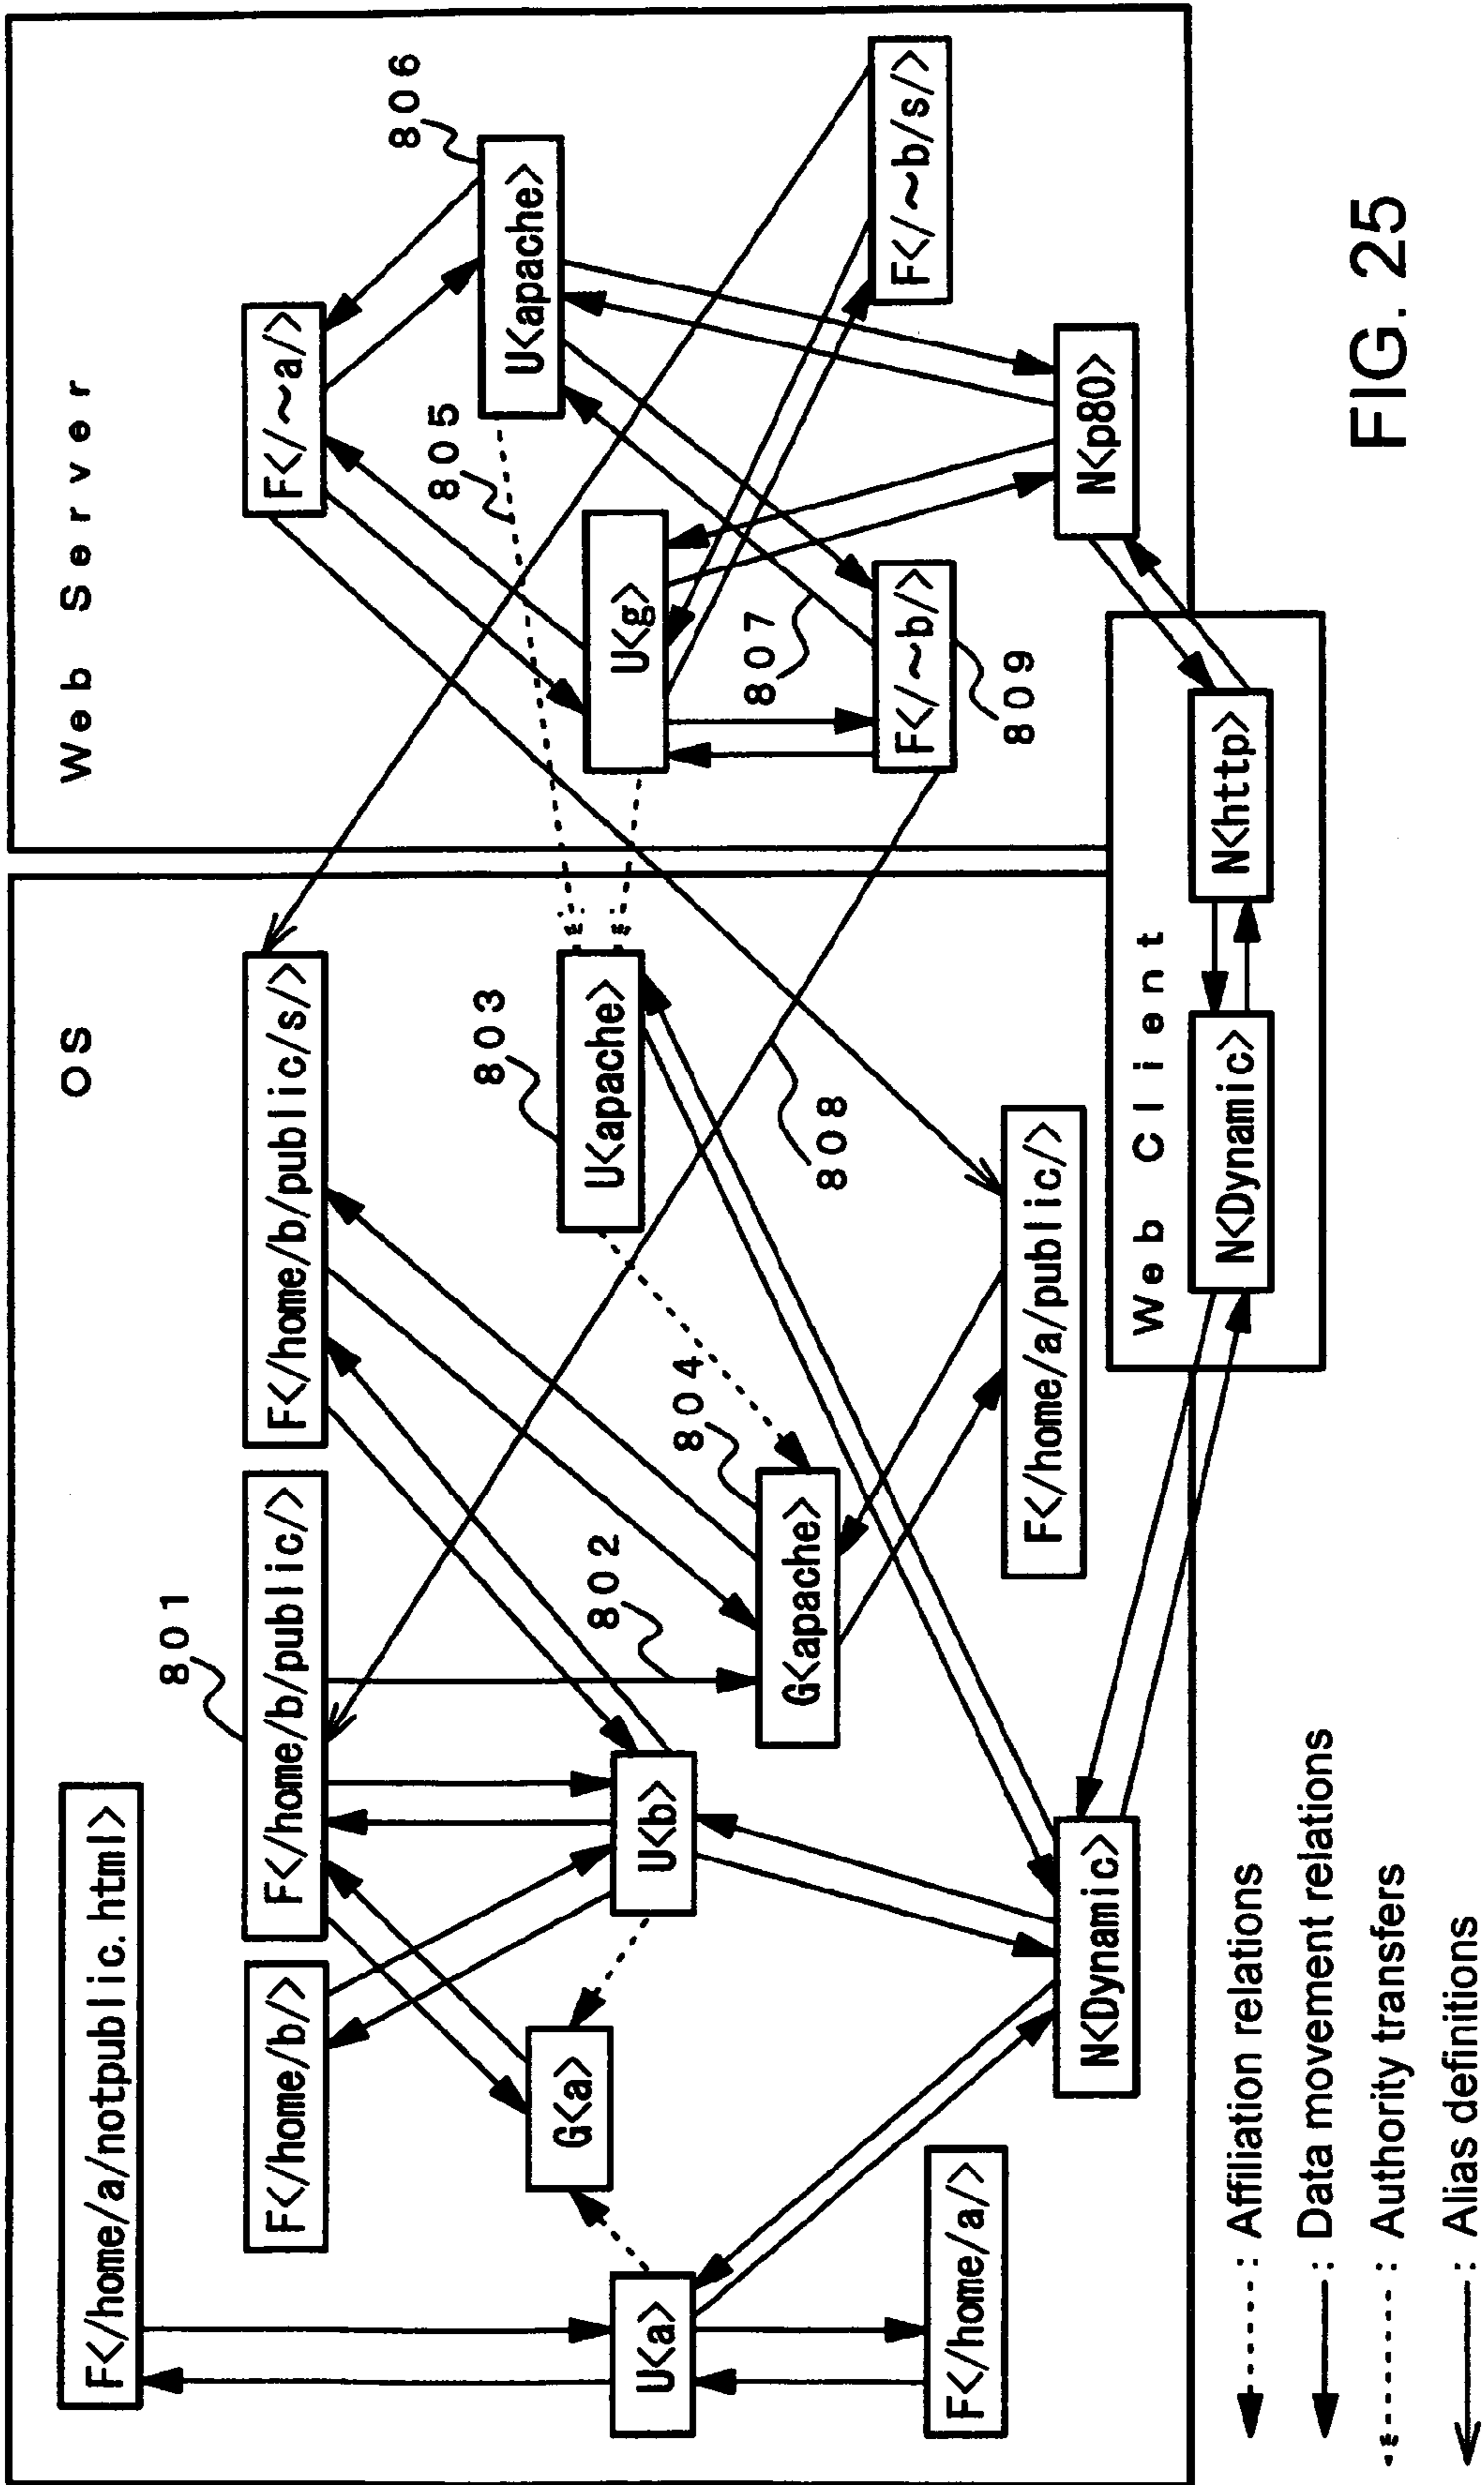 OS
F</home/a/notpublic.html>
F</home/b/>
801
F</home/b/public/>
F</home/b/public/s/>
G<a>
U<a>
U<b>
802
804
G<apache>
803
U<apache>
808
F</home/a/>
N<Dynamic>
F</home/a/public/>
Web Server
F</~a/>
806
805
U<apache>
U<g>
807
F</~b/>
809
F</~b/s/>
N<p80>
Web Client
N<Dynamic>
N<http>
: Affiliation relations
: Data movement relations
: Authority transfers
: Alias definitions
FIG. 25